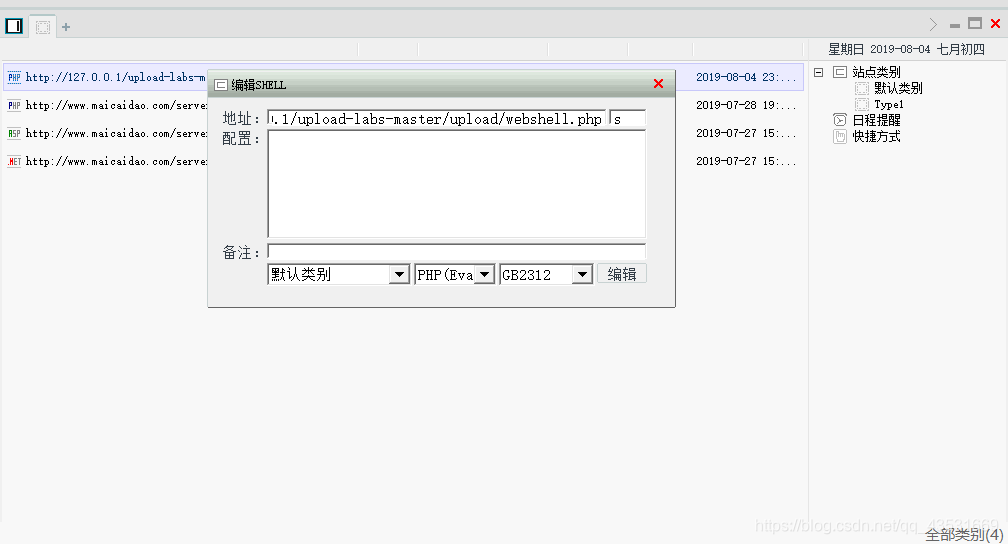 +
星期日 2019-08-04 七月初四
PHP http://127.0.0.1/upload-labs-m
2019-08-04 23:...
PHP http://www.maicaidao.com/server
2019-07-28 19:...
ASP http://www.maicaidao.com/server
2019-07-27 15:...
.NET http://www.maicaidao.com/server
2019-07-27 15:...
编辑SHELL
地址: .1/upload-labs-master/upload/webshell.php s
配置:
备注:
默认类别 PHP(Eva GB2312 编辑
站点类别
默认类别
Type1
日程提醒
快捷方式
https://blog.csdn.net/qq_
全部类别(4)